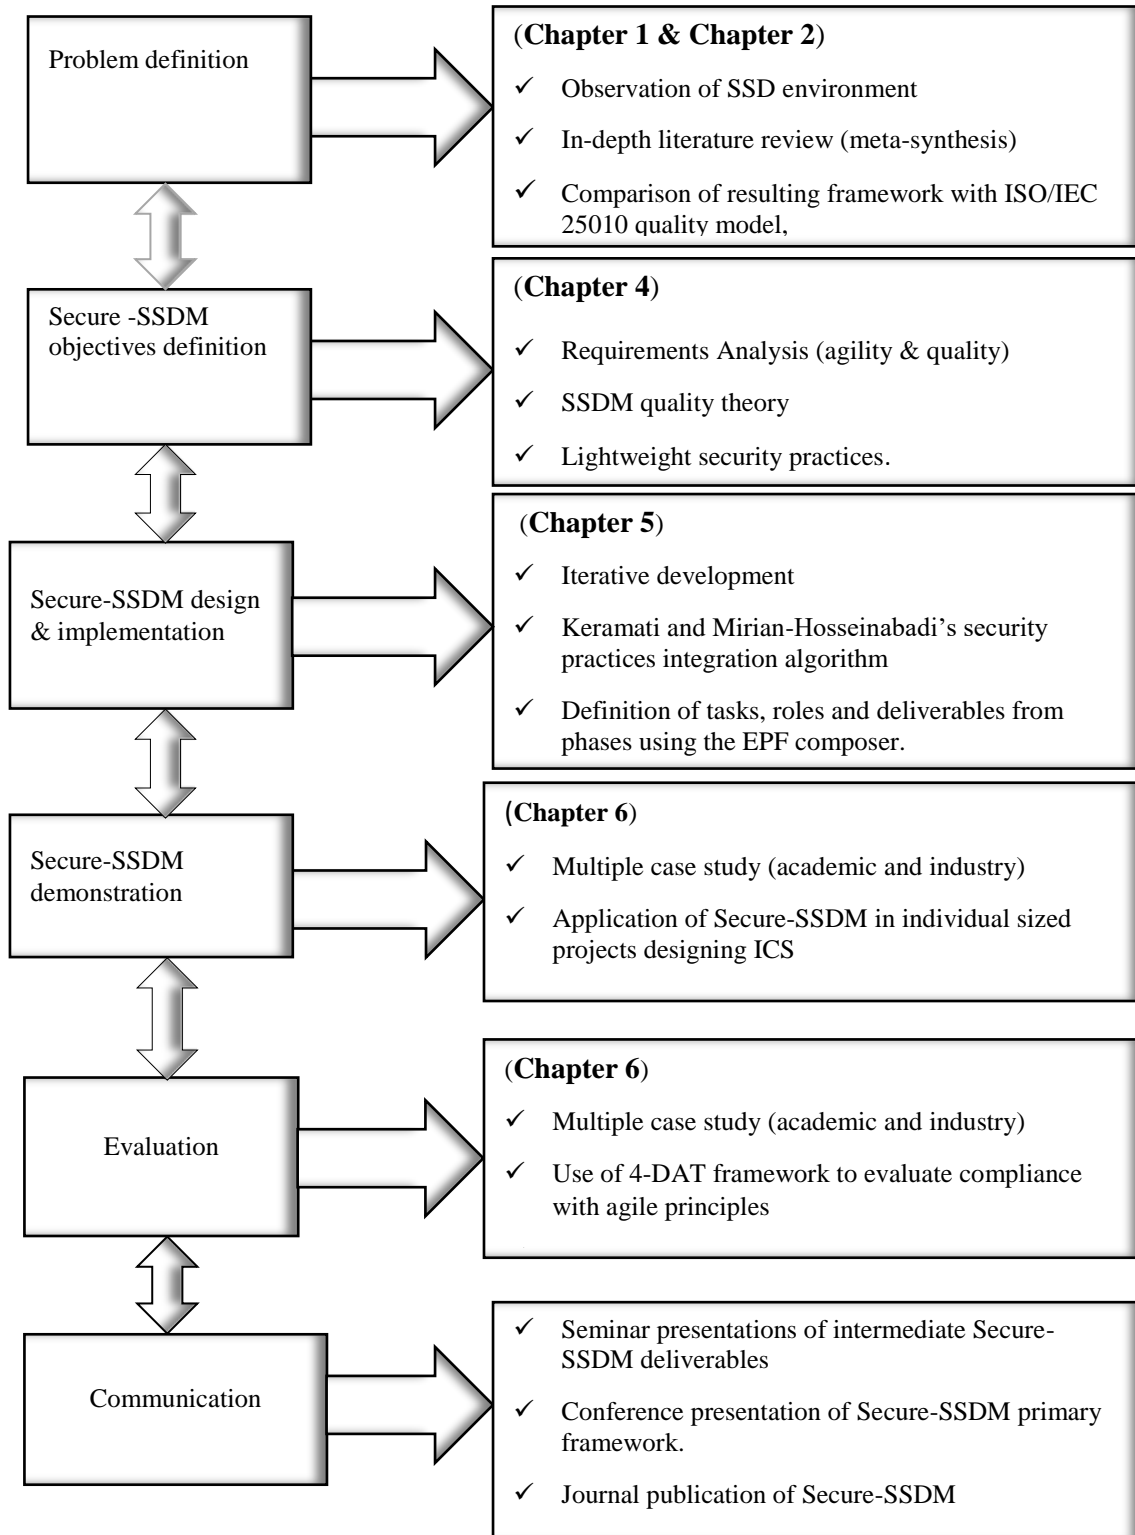 Problem definition
(Chapter 1 & Chapter 2)
✓ Observation of SSD environment
✓ In-depth literature review (meta-synthesis)
✓ Comparison of resulting framework with ISO/IEC
25010 quality model,
Secure -SSDM
objectives definition
(Chapter 4)
✓ Requirements Analysis (agility & quality)
✓ SSDM quality theory
✓ Lightweight security practices.
Secure-SSDM design
& implementation
(Chapter 5)
✓ Iterative development
✓ Keramati and Mirian-Hosseinabadi’s security
practices integration algorithm
✓ Definition of tasks, roles and deliverables from
phases using the EPF composer.
Secure-SSDM
demonstration
(Chapter 6)
✓ Multiple case study (academic and industry)
✓ Application of Secure-SSDM in individual sized
projects designing ICS
Evaluation
(Chapter 6)
✓ Multiple case study (academic and industry)
✓ Use of 4-DAT framework to evaluate compliance
with agile principles
Communication
✓ Seminar presentations of intermediate Secure-
SSDM deliverables
✓ Conference presentation of Secure-SSDM primary
framework.
✓ Journal publication of Secure-SSDM